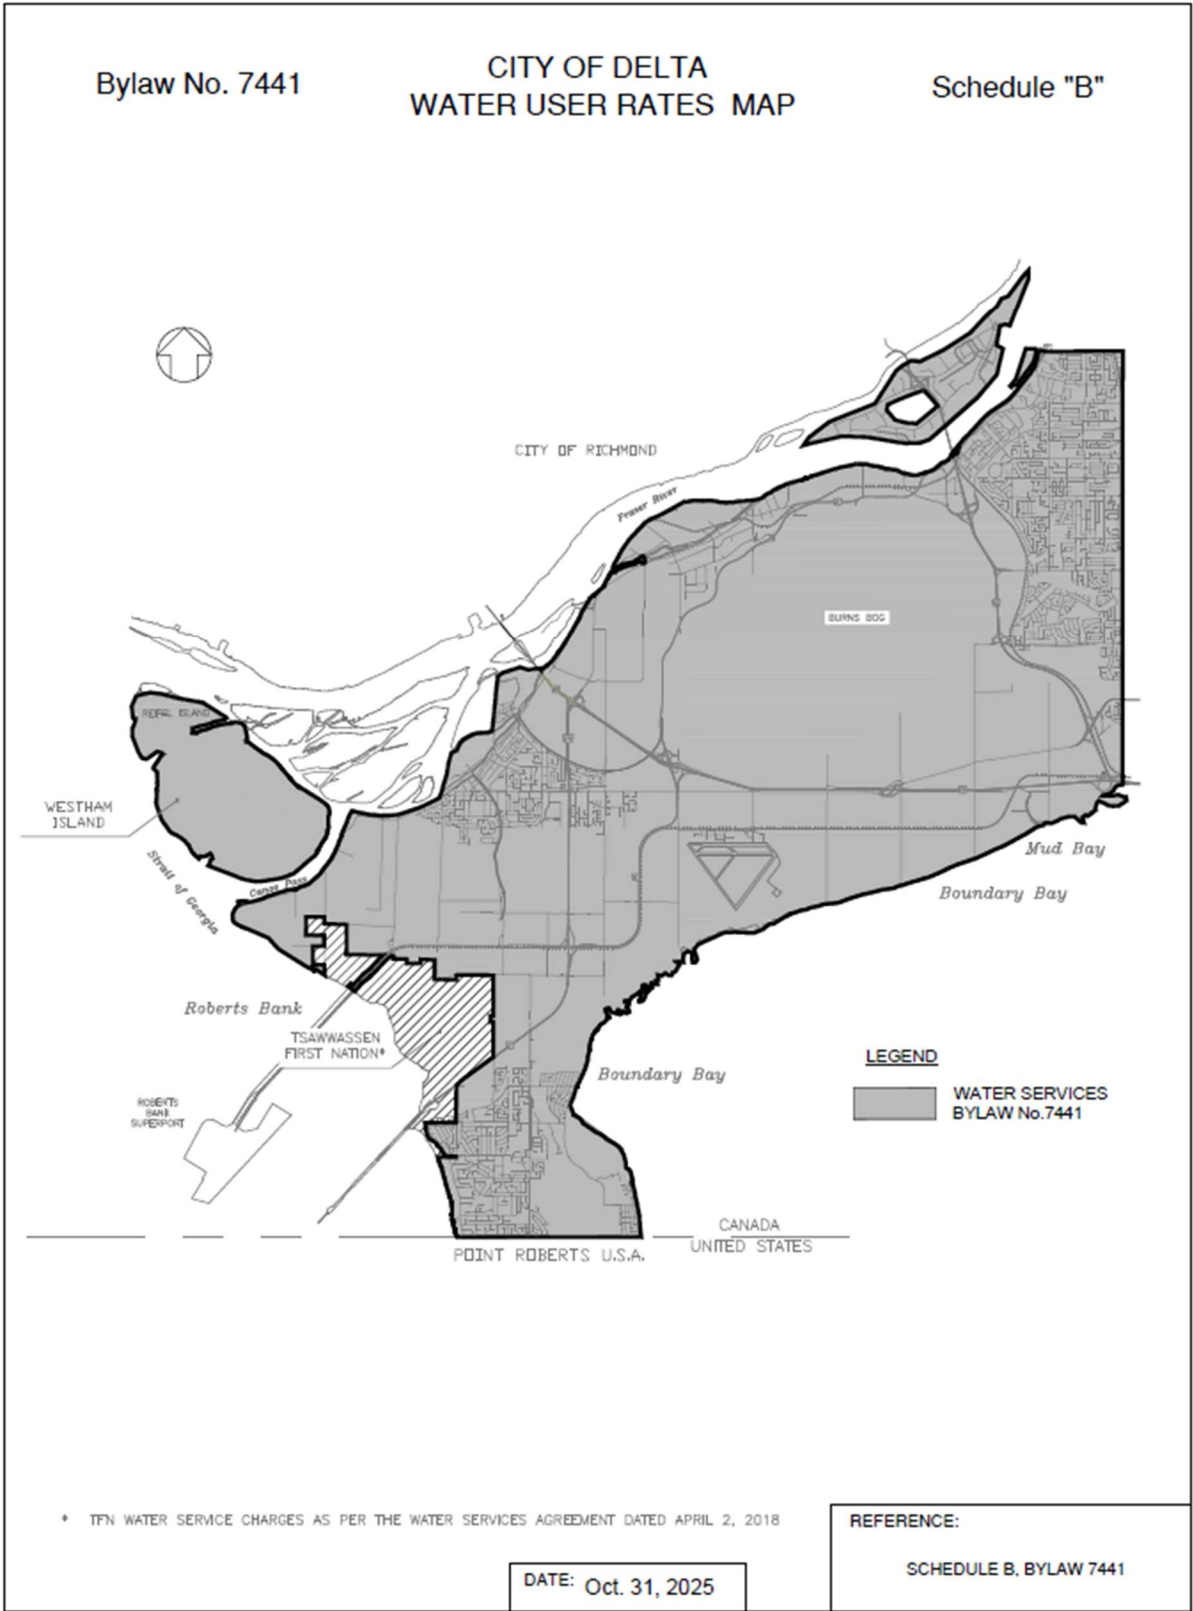 Bylaw No. 7441
CITY OF DELTA
WATER USER RATES MAP
Schedule "B"
CITY OF RICHMOND
Fraser River
BURNS BOG
REIFEL ISLAND
WESTHAM
ISLAND
Strait of Georgia
Canoe Pass
Mud Bay
Boundary Bay
Roberts Bank
TSAWWASSEN
FIRST NATION*
Boundary Bay
LEGEND
WATER SERVICES
BYLAW No.7441
ROBERTS
BANK
SUPERPORT
CANADA
UNITED STATES
POINT ROBERTS U.S.A.
* TFN WATER SERVICE CHARGES AS PER THE WATER SERVICES AGREEMENT DATED APRIL 2, 2018
REFERENCE:
SCHEDULE B, BYLAW 7441
DATE: Oct. 31, 2025